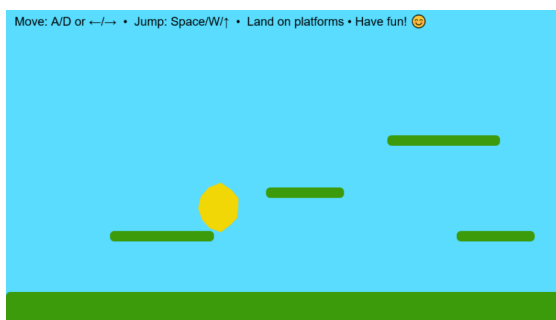 Move: A/D or ←/→ • Jump: Space/W/↑ • Land on platforms • Have fun! 😊